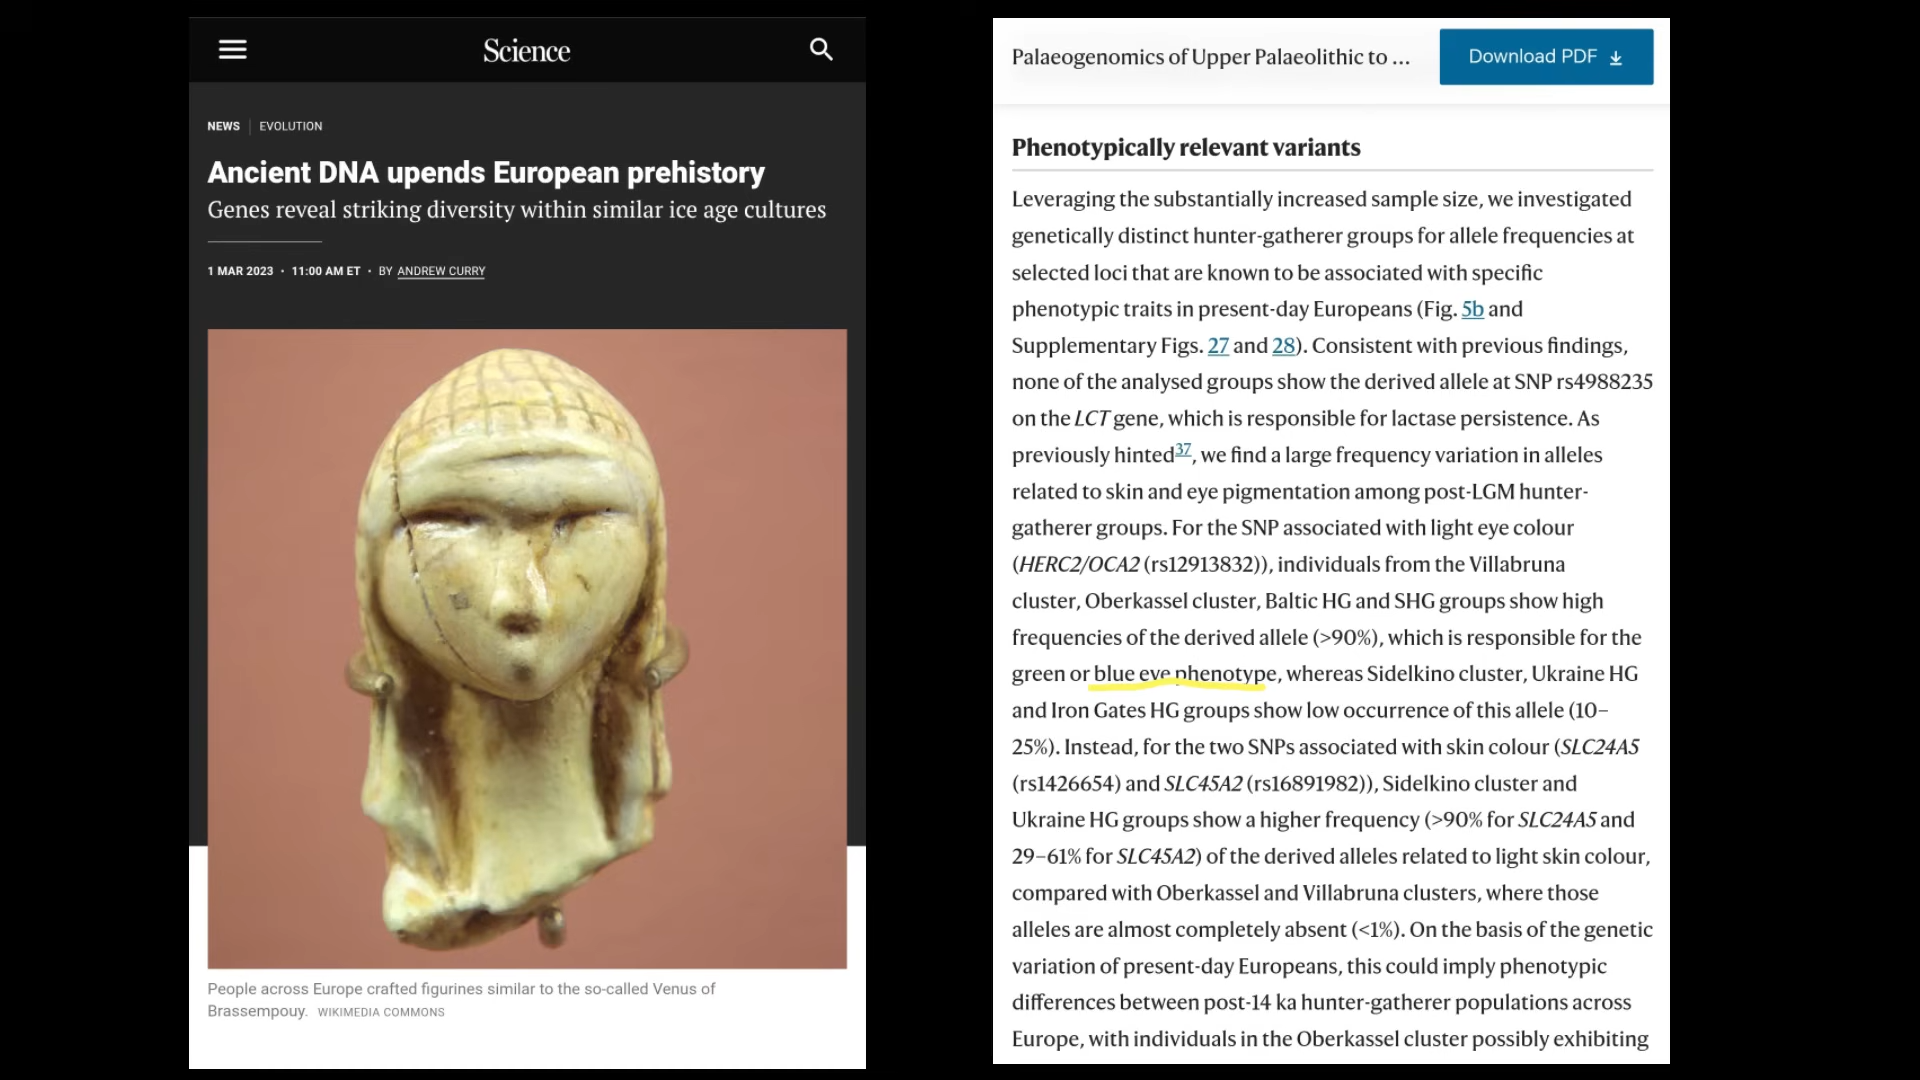 Science
NEWS | EVOLUTION
Ancient DNA upends European prehistory
Genes reveal striking diversity within similar ice age cultures
1 MAR 2023 • 11:00 AM ET • BY ANDREW CURRY
People across Europe crafted figurines similar to the so-called Venus of
Brassempouy. WIKIMEDIA COMMONS
Palaeogenomics of Upper Palaeolithic to ...
Download PDF
Phenotypically relevant variants
Leveraging the substantially increased sample size, we investigated
genetically distinct hunter-gatherer groups for allele frequencies at
selected loci that are known to be associated with specific
phenotypic traits in present-day Europeans (Fig. 5b and
Supplementary Figs. 27 and 28). Consistent with previous findings,
none of the analysed groups show the derived allele at SNP rs4988235
on the LCT gene, which is responsible for lactase persistence. As
previously hinted37, we find a large frequency variation in alleles
related to skin and eye pigmentation among post-LGM hunter-
gatherer groups. For the SNP associated with light eye colour
(HERC2/OCA2 (rs12913832)), individuals from the Villabruna
cluster, Oberkassel cluster, Baltic HG and SHG groups show high
frequencies of the derived allele (>90%), which is responsible for the
green or blue eye phenotype, whereas Sidelkino cluster, Ukraine HG
and Iron Gates HG groups show low occurrence of this allele (10–
25%). Instead, for the two SNPs associated with skin colour (SLC24A5
(rs1426654) and SLC45A2 (rs16891982)), Sidelkino cluster and
Ukraine HG groups show a higher frequency (>90% for SLC24A5 and
29–61% for SLC45A2) of the derived alleles related to light skin colour,
compared with Oberkassel and Villabruna clusters, where those
alleles are almost completely absent (<1%). On the basis of the genetic
variation of present-day Europeans, this could imply phenotypic
differences between post-14 ka hunter-gatherer populations across
Europe, with individuals in the Oberkassel cluster possibly exhibiting